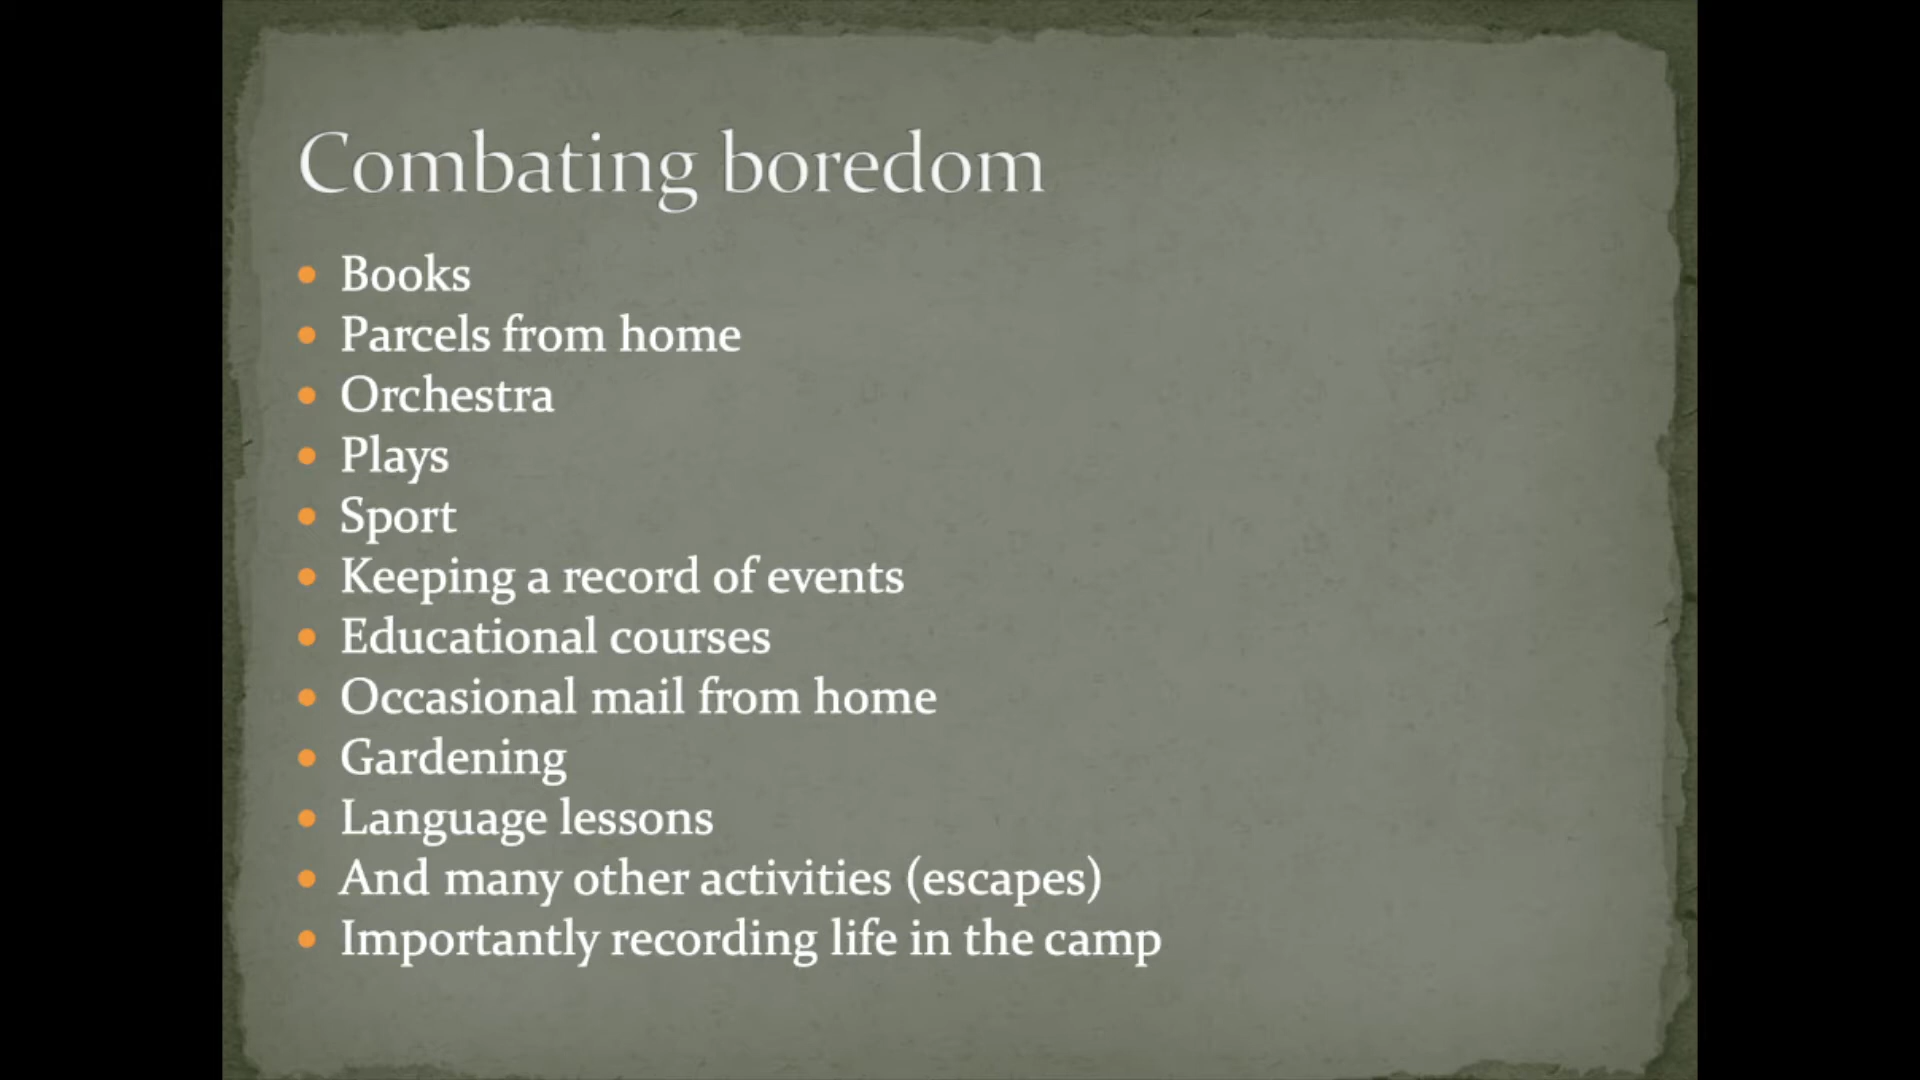 Combating boredom
Books
Parcels from home
Orchestra
Plays
Sport
Keeping a record of events
Educational courses
Occasional mail from home
Gardening
Language lessons
And many other activities (escapes)
Importantly recording life in the camp